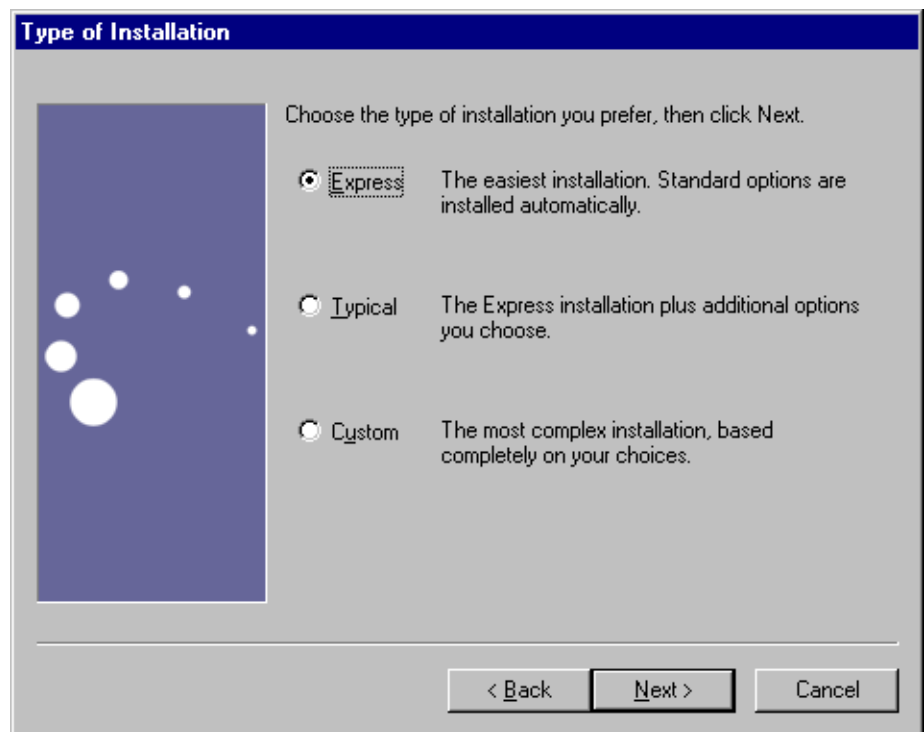 Type of Installation
Choose the type of installation you prefer, then click Next.
Express
The easiest installation. Standard options are
installed automatically.
Typical
The Express installation plus additional options
you choose.
Custom
The most complex installation, based
completely on your choices.
< Back
Next >
Cancel